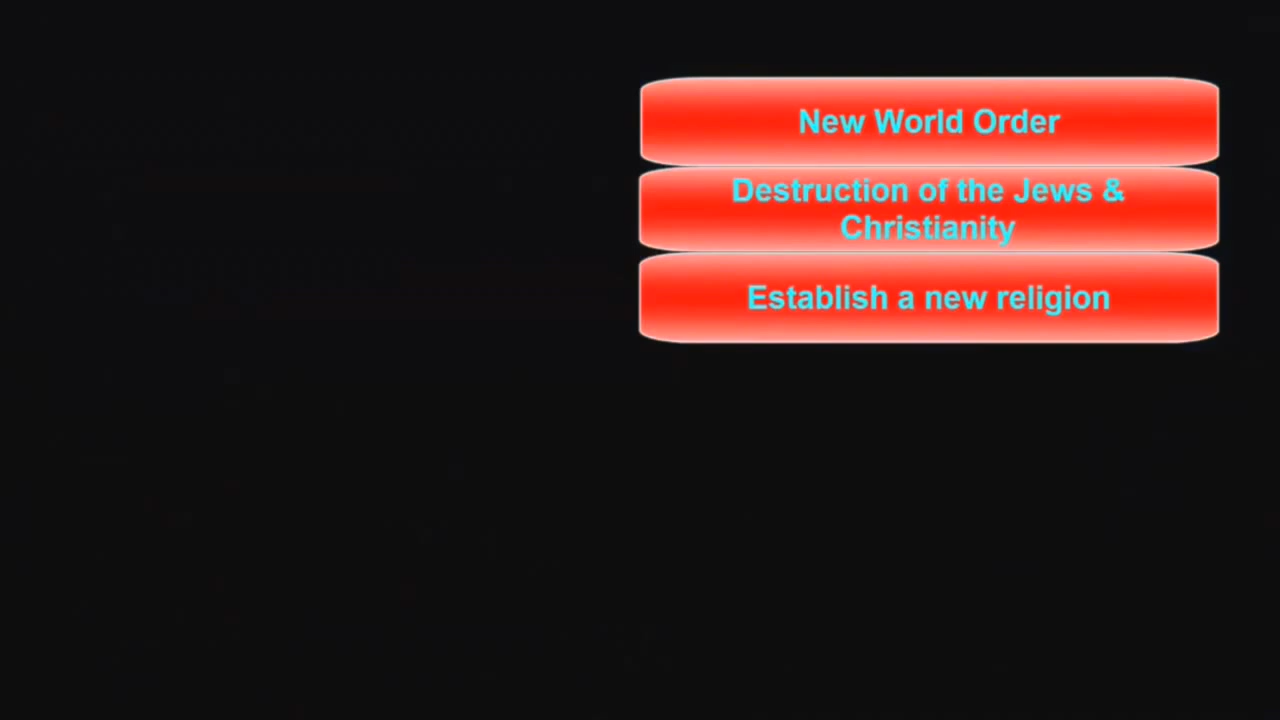 New World Order
Destruction of the Jews &
Christianity
Establish a new religion